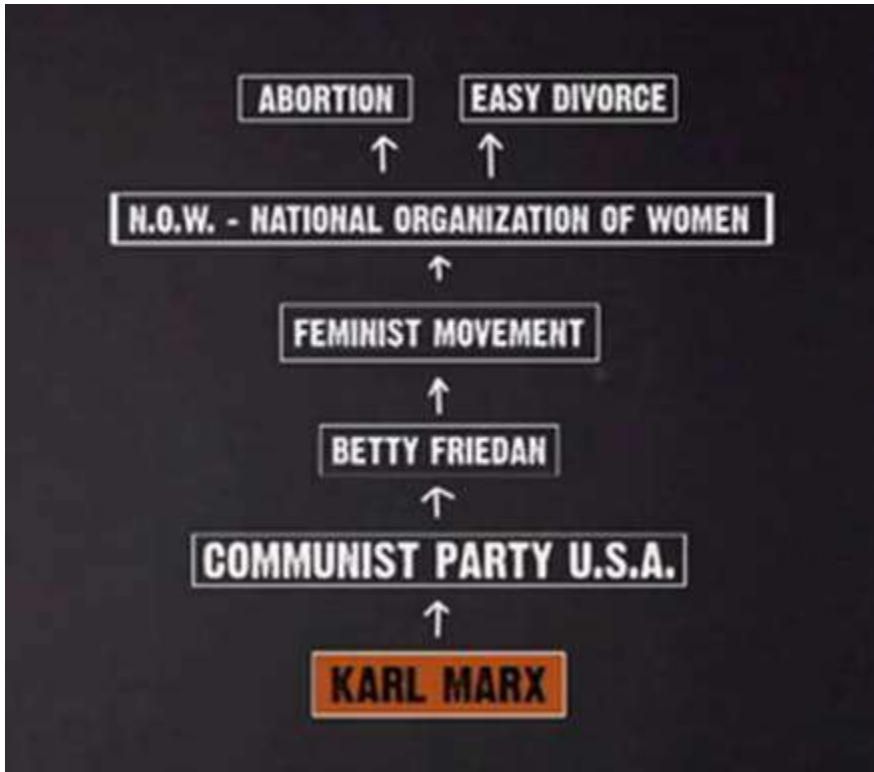 ABORTION
EASY DIVORCE
N.O.W. - NATIONAL ORGANIZATION OF WOMEN
FEMINIST MOVEMENT
BETTY FRIEDAN
COMMUNIST PARTY U.S.A.
KARL MARX